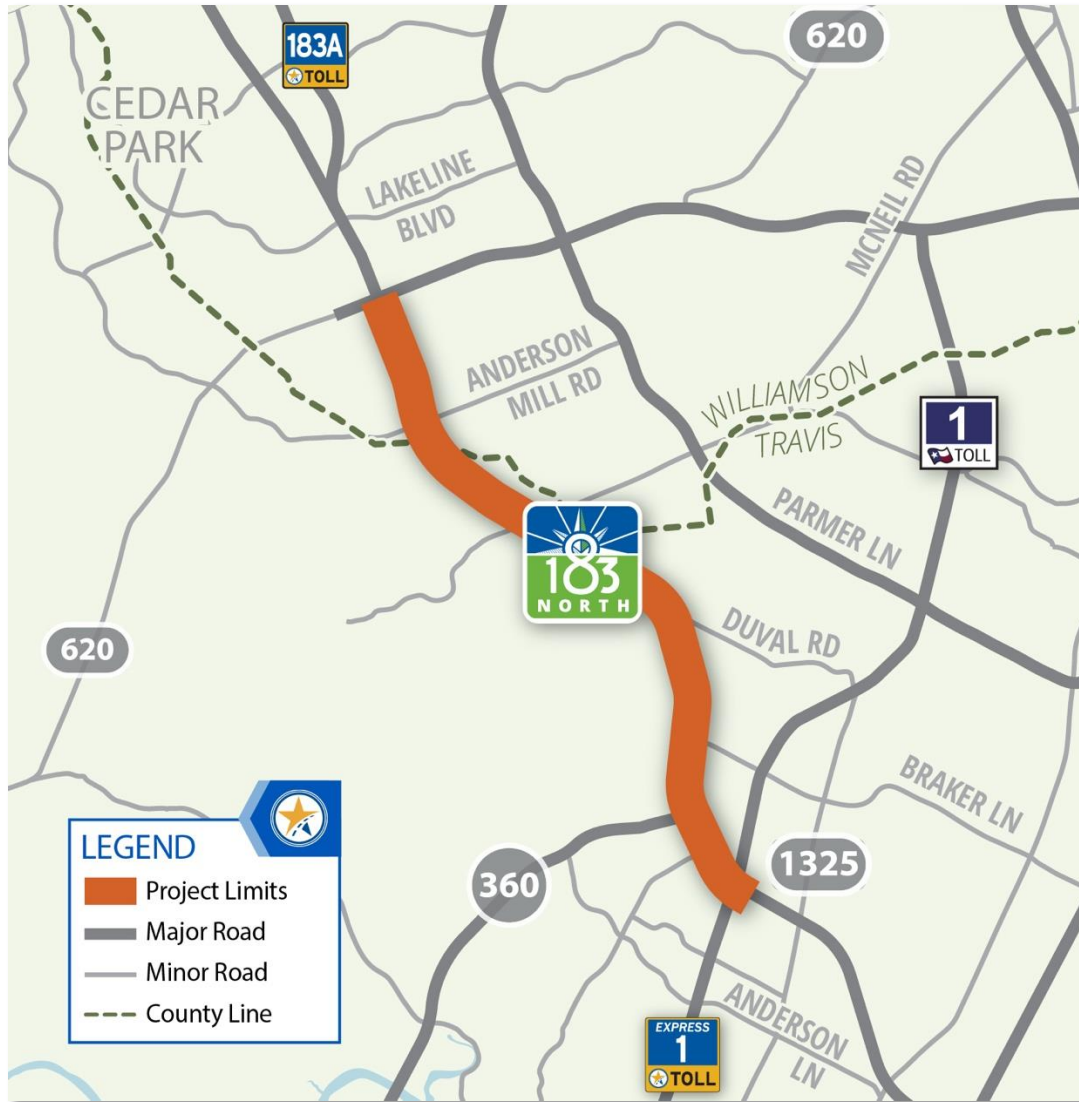 183A
TOLL
620
CEDAR
PARK
LAKELINE
BLVD
MCNEIL RD
ANDERSON
MILL RD
WILLIAMSON
TRAVIS
1
TOLL
PARMER LN
183
NORTH
DUVAL RD
620
BRAKER LN
LEGEND
Project Limits
Major Road
Minor Road
County Line
360
1325
ANDERSON
LN
EXPRESS
1
TOLL